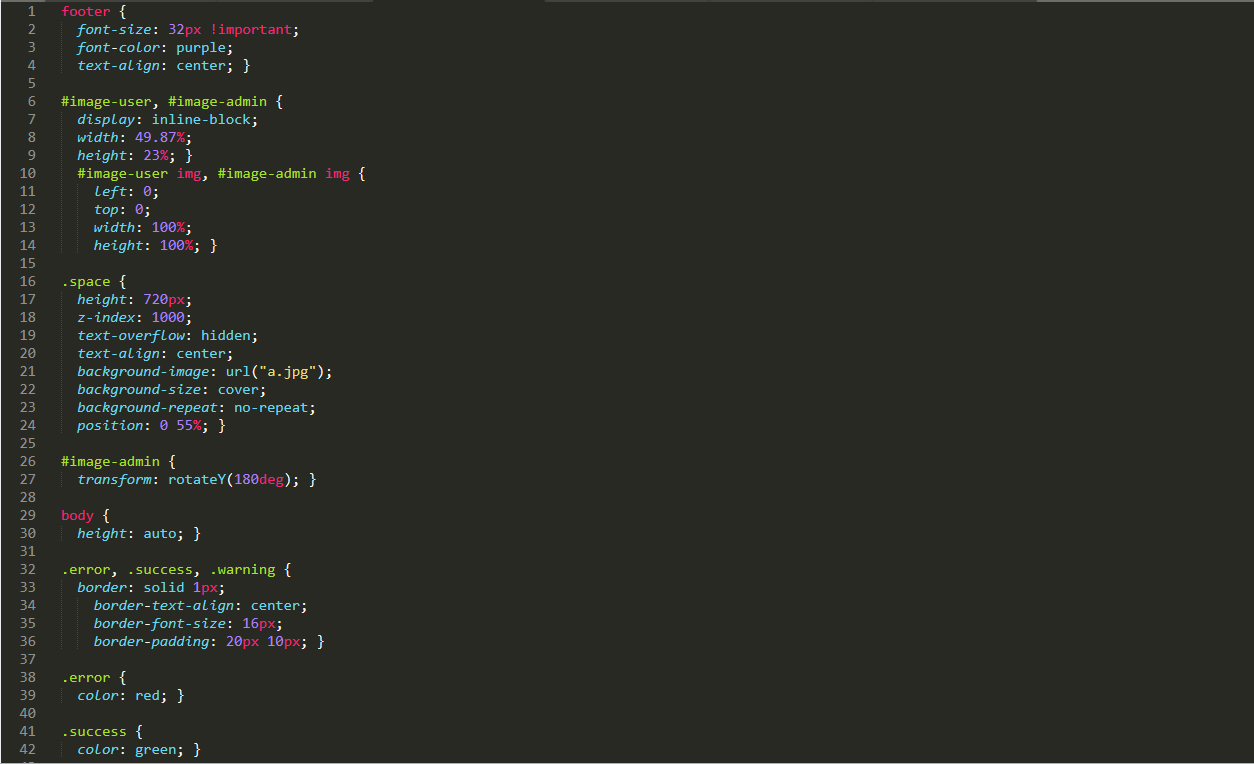 1 footer {
2 font-size: 32px !important;
3 font-color: purple;
4 text-align: center; }
5
6 #image-user, #image-admin {
7 display: inline-block;
8 width: 49.87%;
9 height: 23%; }
10 #image-user img, #image-admin img {
11 left: 0;
12 top: 0;
13 width: 100%;
14 height: 100%; }
15
16 .space {
17 height: 720px;
18 z-index: 1000;
19 text-overflow: hidden;
20 text-align: center;
21 background-image: url("a.jpg");
22 background-size: cover;
23 background-repeat: no-repeat;
24 position: 0 55%; }
25
26 #image-admin {
27 transform: rotateY(180deg); }
28
29 body {
30 height: auto; }
31
32 .error, .success, .warning {
33 border: solid 1px;
34 border-text-align: center;
35 border-font-size: 16px;
36 border-padding: 20px 10px; }
37
38 .error {
39 color: red; }
40
41 .success {
42 color: green; }